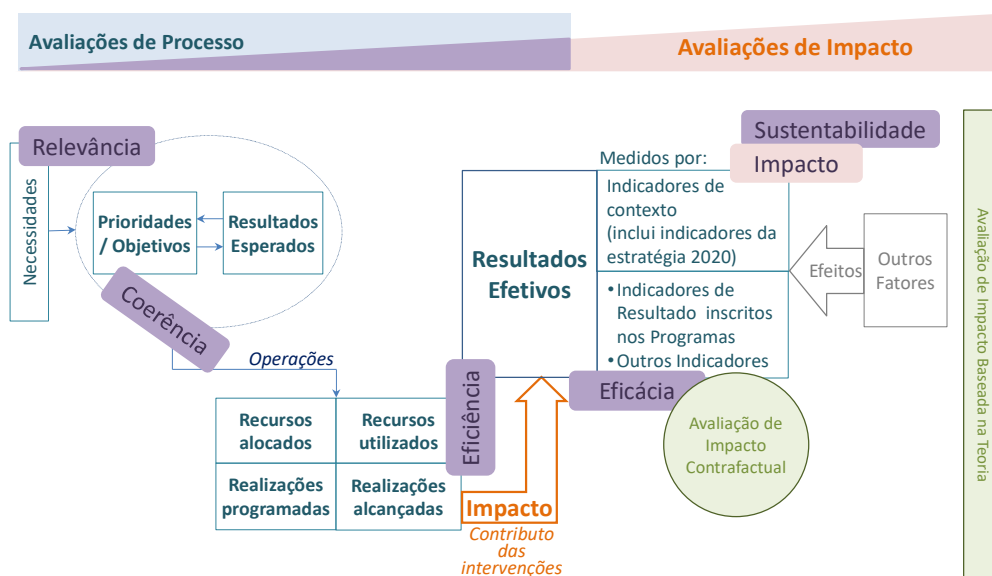 Avaliações de Processo
Avaliações de Impacto
Relevância
Necessidades
Prioridades
/ Objetivos
Resultados
Esperados
Coerência
Operações
Recursos
alocados
Recursos
utilizados
Realizações
programadas
Realizações
alcançadas
Eficiência
Impacto
Contributo
das
intervenções
Resultados
Efetivos
Medidos por:
Indicadores de
contexto
(inclui indicadores da
estratégia 2020)
•Indicadores de
Resultado inscritos
nos Programas
•Outros Indicadores
Sustentabilidade
Impacto
Eficácia
Efeitos
Outros
Fatores
Avaliação de
Impacto
Contrafactual
Avaliação de Impacto Baseada na Teoria